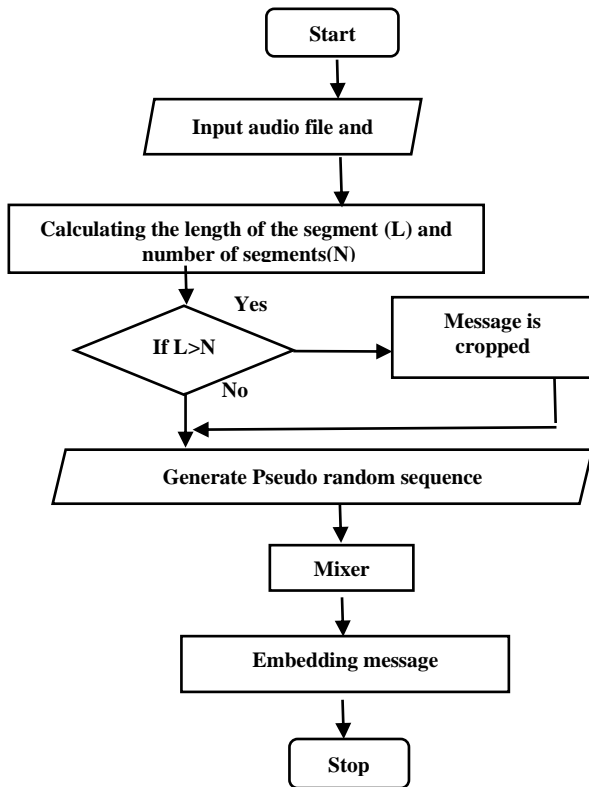 Start
Input audio file and
Calculating the length of the segment (L) and
number of segments(N)
Yes
If L>N
Message is
cropped
No
Generate Pseudo random sequence
Mixer
Embedding message
Stop